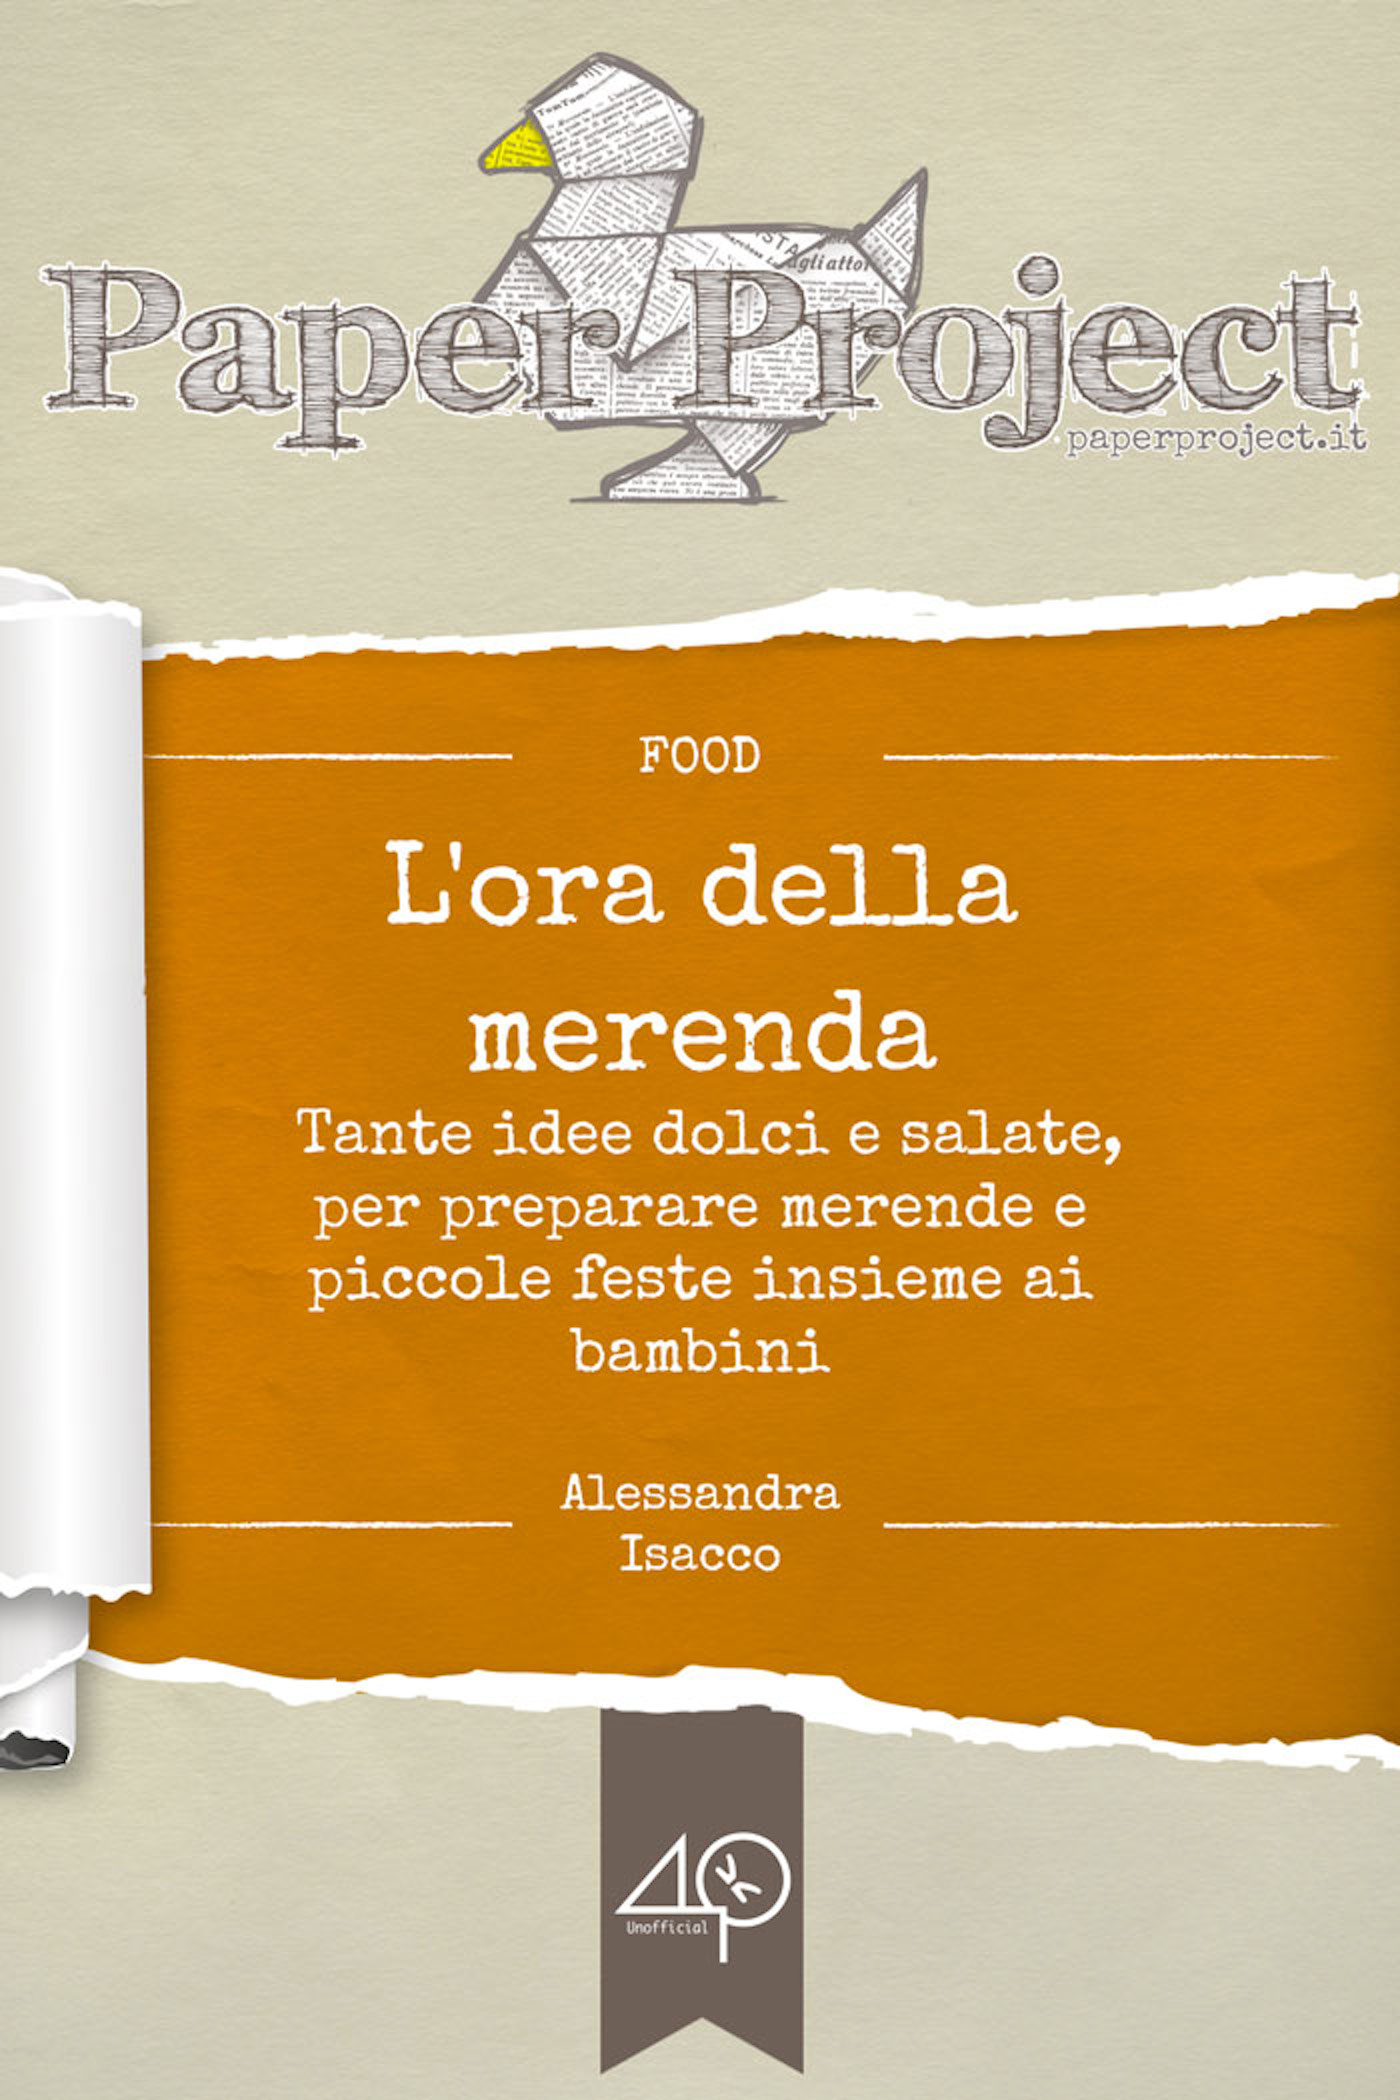 Paper Project
paperproject.it
FOOD
L'ora della
merenda
Tante idee dolci e salate,
per preparare merende e
piccole feste insieme ai
bambini
Alessandra
Isacco
40K
Unofficial